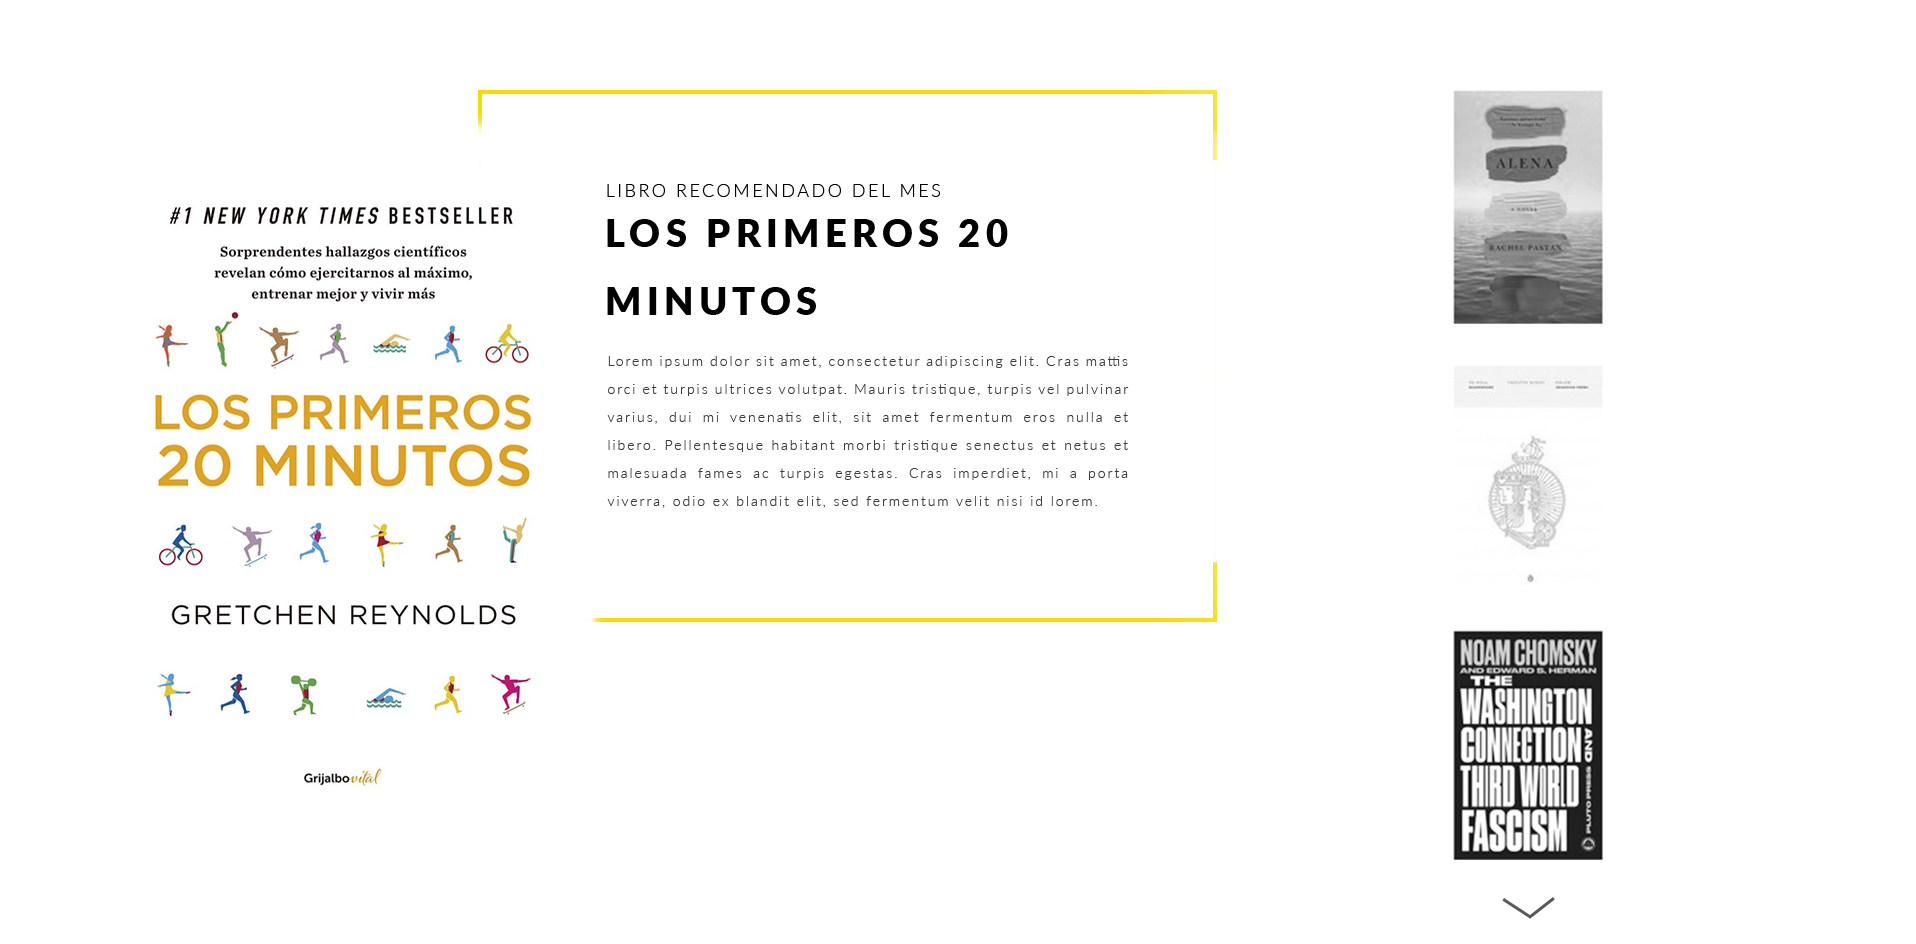 #1 NEW YORK TIMES BESTSELLER
Sorprendentes hallazgos científicos
revelan cómo ejercitarnos al máximo,
entrenar mejor y vivir más
LOS PRIMEROS
20 MINUTOS
GRETCHEN REYNOLDS
Grijalbo vital
LIBRO RECOMENDADO DEL MES
LOS PRIMEROS 20
MINUTOS
Lorem ipsum dolor sit amet, consectetur adipiscing elit. Cras mattis
orci et turpis ultrices volutpat. Mauris tristique, turpis vel pulvinar
varius, dui mi venenatis elit, sit amet fermentum eros nulla et
libero. Pellentesque habitant morbi tristique senectus et netus et
malesuada fames ac turpis egestas. Cras imperdiet, mi a porta
viverra, odio ex blandit elit, sed fermentum velit nisi id lorem.
ALENA
A NOVEL
RACHEL PASTAN
NOAM CHOMSKY
AND EDWARD S. HERMAN
THE
WASHINGTON
CONNECTION
AND
THIRD WORLD
FASCISM
PLUTO PRESS